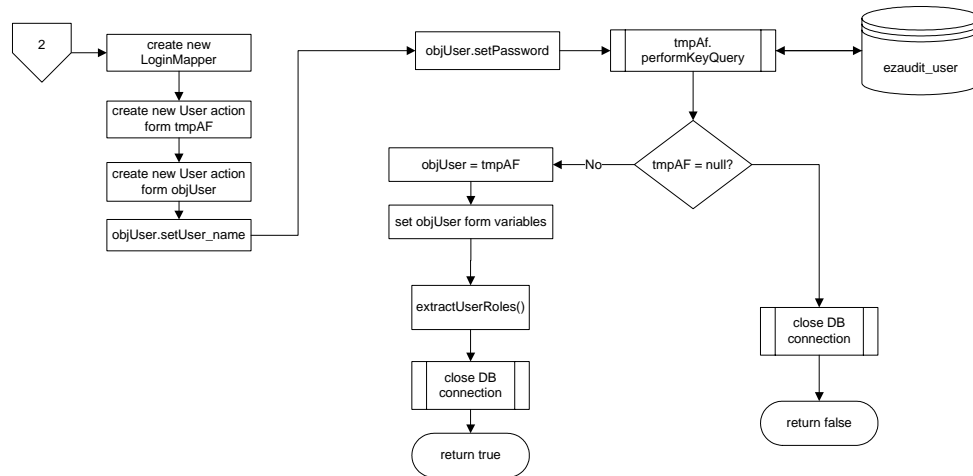 2
create new
LoginMapper
create new User action
form tmpAF
create new User action
form objUser
objUser.setUser_name
objUser.setPassword
tmpAf.
performKeyQuery
ezaudit_user
tmpAF = null?
No
objUser = tmpAF
set objUser form variables
extractUserRoles()
close DB
connection
return true
close DB
connection
return false